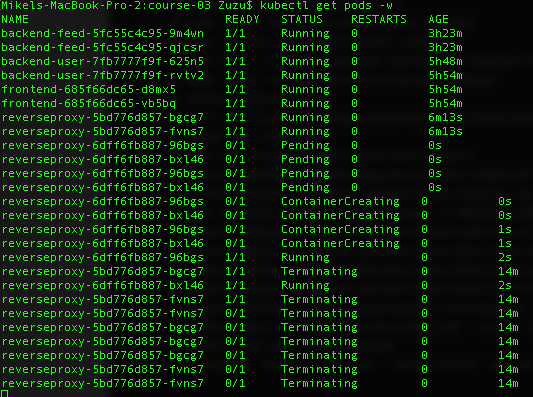 Mikels-MacBook-Pro-2:course-03 Zuzu$ kubectl get pods -w
NAME READY STATUS RESTARTS AGE
backend-feed-5fc55c4c95-9m4wn 1/1 Running 0 3h23m
backend-feed-5fc55c4c95-qjcsr 1/1 Running 0 3h23m
backend-user-7fb7777f9f-625n5 1/1 Running 0 5h48m
backend-user-7fb7777f9f-rvtv2 1/1 Running 0 5h54m
frontend-685f66dc65-d8mx5 1/1 Running 0 5h54m
frontend-685f66dc65-vb5bq 1/1 Running 0 5h54m
reverseproxy-5bd776d857-bgcg7 1/1 Running 0 6m13s
reverseproxy-5bd776d857-fvns7 1/1 Running 0 6m13s
reverseproxy-6dff6fb887-96bgs 0/1 Pending 0 0s
reverseproxy-6dff6fb887-bxl46 0/1 Pending 0 0s
reverseproxy-6dff6fb887-96bgs 0/1 Pending 0 0s
reverseproxy-6dff6fb887-bxl46 0/1 Pending 0 0s
reverseproxy-6dff6fb887-96bgs 0/1 ContainerCreating 0 0s
reverseproxy-6dff6fb887-bxl46 0/1 ContainerCreating 0 0s
reverseproxy-6dff6fb887-96bgs 0/1 ContainerCreating 0 1s
reverseproxy-6dff6fb887-bxl46 0/1 ContainerCreating 0 1s
reverseproxy-6dff6fb887-96bgs 1/1 Running 0 2s
reverseproxy-5bd776d857-bgcg7 1/1 Terminating 0 14m
reverseproxy-6dff6fb887-bxl46 1/1 Running 0 2s
reverseproxy-5bd776d857-fvns7 1/1 Terminating 0 14m
reverseproxy-5bd776d857-fvns7 0/1 Terminating 0 14m
reverseproxy-5bd776d857-bgcg7 0/1 Terminating 0 14m
reverseproxy-5bd776d857-bgcg7 0/1 Terminating 0 14m
reverseproxy-5bd776d857-bgcg7 0/1 Terminating 0 14m
reverseproxy-5bd776d857-fvns7 0/1 Terminating 0 14m
reverseproxy-5bd776d857-fvns7 0/1 Terminating 0 14m